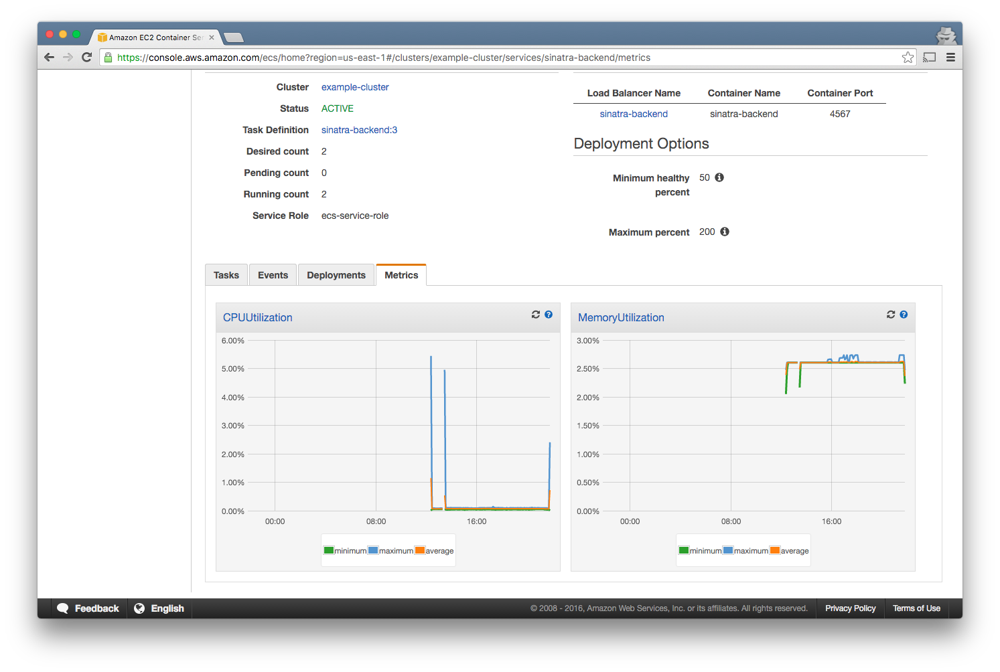 Amazon EC2 Container Se
https://console.aws.amazon.com/ecs/home?region=us-east-1#/clusters/example-cluster/services/sinatra-backend/metrics
Cluster example-cluster
Status ACTIVE
Task Definition sinatra-backend:3
Desired count 2
Pending count 0
Running count 2
Service Role ecs-service-role
Load Balancer Name Container Name Container Port
sinatra-backend sinatra-backend 4567
Deployment Options
Minimum healthy 50
percent
Maximum percent 200
Tasks Events Deployments Metrics
CPUUtilization
6.00%
5.00%
4.00%
3.00%
2.00%
1.00%
0.00%
00:00 08:00 16:00
minimum maximum average
MemoryUtilization
3.00%
2.50%
2.00%
1.50%
1.00%
0.50%
0.00%
00:00 08:00 16:00
minimum maximum average
Feedback English © 2008 - 2016, Amazon Web Services, Inc. or its affiliates. All rights reserved. Privacy Policy Terms of Use